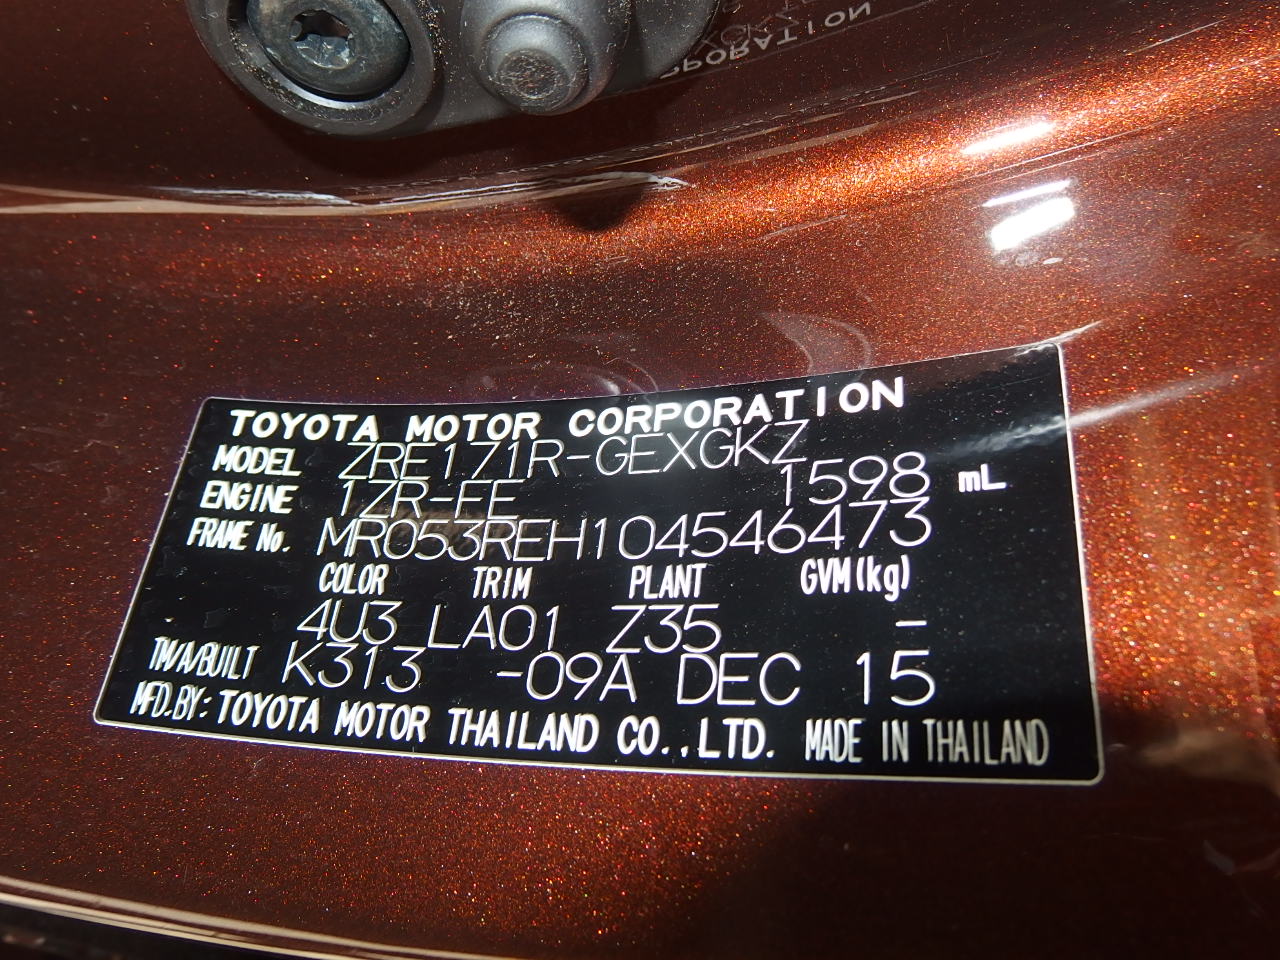 RPORATION
TOYOTA MOTOR CORPORATION
MODEL ZRE171R-GEXGKZ
ENGINE 1ZR-FE 1598 mL
FRAME No. MR053REH104546473
COLOR TRIM PLANT GVM(kg)
4U3 LA01 Z35 -
TM/A/BUILT K313 -09A DEC 15
MFD.BY: TOYOTA MOTOR THAILAND CO.,LTD. MADE IN THAILAND